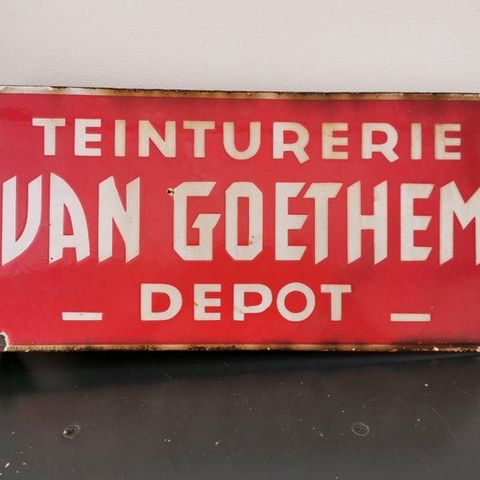 TEINTURERIE
VAN GOETHEM
— DEPOT —